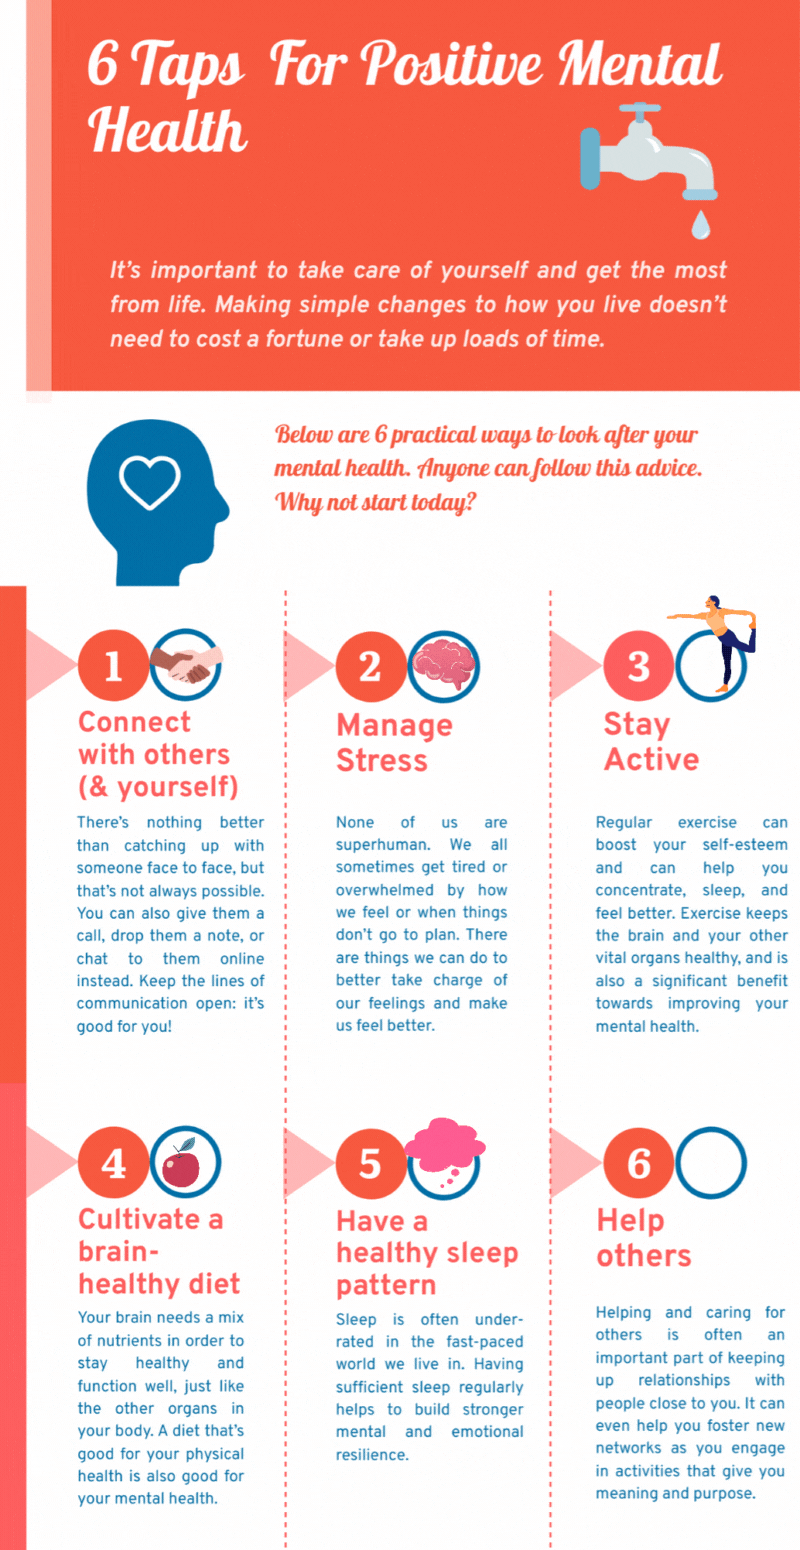 6 Taps For Positive Mental
Health
It's important to take care of yourself and get the most
from life. Making simple changes to how you live doesn't
need to cost a fortune or take up loads of time.
Below are 6 practical ways to look after your
mental health. Anyone can follow this advice.
Why not start today?
1
Connect
with others
(& yourself)
There's nothing better
than catching up with
someone face to face, but
that's not always possible.
You can also give them a
call, drop them a note, or
chat to them online
instead. Keep the lines of
communication open: it's
good for you!
2
Manage
Stress
None of us are
superhuman. We all
sometimes get tired or
overwhelmed by how
we feel or when things
don't go to plan. There
are things we can do to
better take charge of
our feelings and make
us feel better.
3
Stay
Active
Regular exercise can
boost your self-esteem
and can help you
concentrate, sleep, and
feel better. Exercise keeps
the brain and your other
vital organs healthy, and is
also a significant benefit
towards improving your
mental health.
4
Cultivate a
brain-
healthy diet
Your brain needs a mix
of nutrients in order to
stay healthy and
function well, just like
the other organs in
your body. A diet that's
good for your physical
health is also good for
your mental health.
5
Have a
healthy sleep
pattern
Sleep is often under-
rated in the fast-paced
world we live in. Having
sufficient sleep regularly
helps to build stronger
mental and emotional
resilience.
6
Help
others
Helping and caring for
others is often an
important part of keeping
up relationships with
people close to you. It can
even help you foster new
networks as you engage
in activities that give you
meaning and purpose.